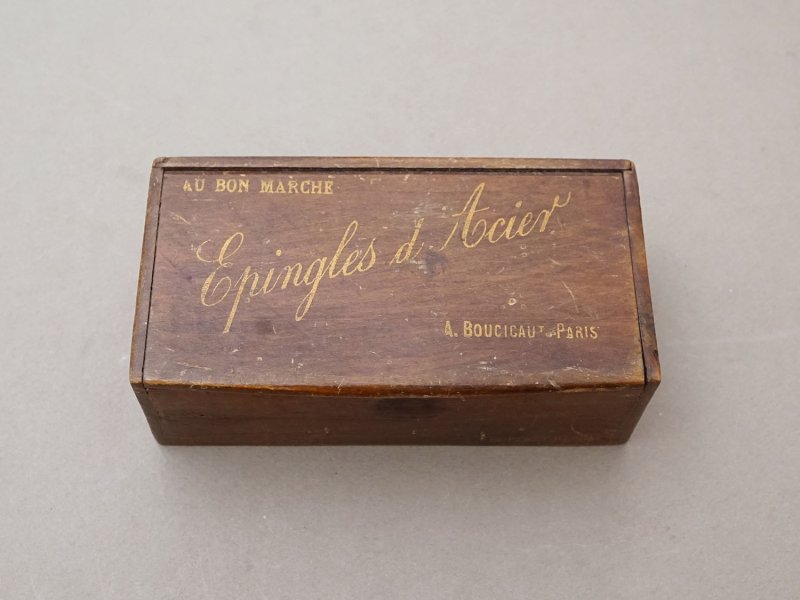 AU BON MARCHE
Epingles d'Acier
A. BOUCICAUT-PARIS